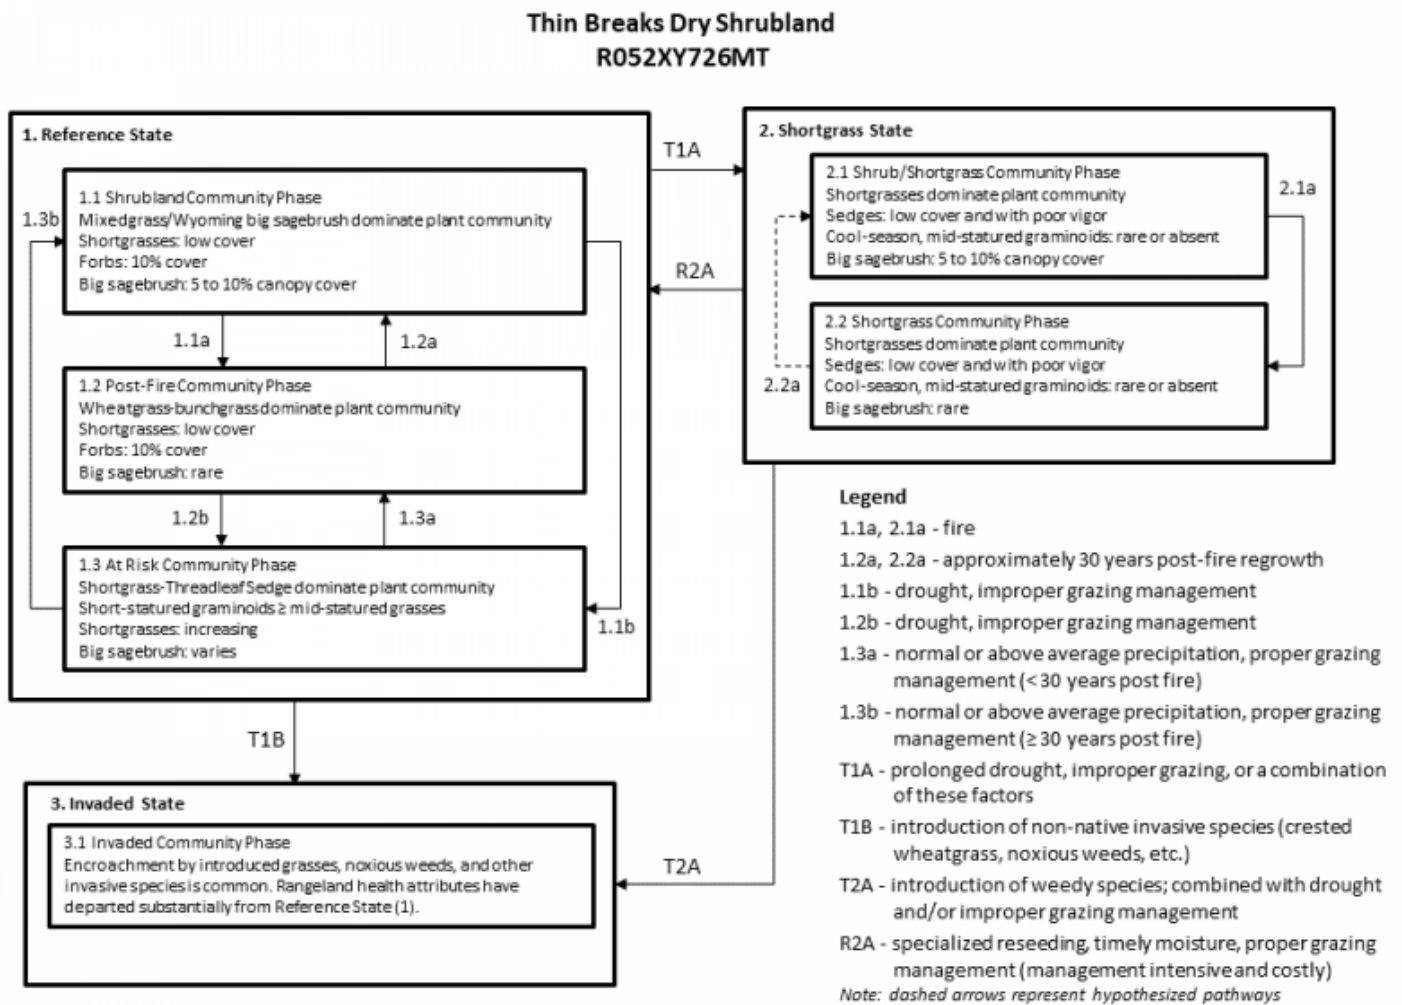 Thin Breaks Dry Shrubland
R052XY726MT
1. Reference State
1.1 Shrubland Community Phase
Mixedgrass/Wyoming big sagebrush dominate plant community
Shortgrasses: low cover
Forbs: 10% cover
Big sagebrush: 5 to 10% canopy cover
1.3b
1.1a
1.2a
1.2 Post-Fire Community Phase
Wheatgrass-bunchgrass dominate plant community
Shortgrasses: low cover
Forbs: 10% cover
Big sagebrush: rare
1.2b
1.3a
1.3 At Risk Community Phase
Shortgrass-Threadleaf Sedge dominate plant community
Short-statured graminoids ≥ mid-statured grasses
Shortgrasses: increasing
Big sagebrush: varies
1.1b
T1A
R2A
2. Shortgrass State
2.1 Shrub/Shortgrass Community Phase
Shortgrasses dominate plant community
Sedges: low cover and with poor vigor
Cool-season, mid-statured graminoids: rare or absent
Big sagebrush: 5 to 10% canopy cover
2.1a
2.2 Shortgrass Community Phase
Shortgrasses dominate plant community
Sedges: low cover and with poor vigor
Cool-season, mid-statured graminoids: rare or absent
Big sagebrush: rare
2.2a
T1B
3. Invaded State
3.1 Invaded Community Phase
Encroachment by introduced grasses, noxious weeds, and other
invasive species is common. Rangeland health attributes have
departed substantially from Reference State (1).
T2A
Legend
1.1a, 2.1a - fire
1.2a, 2.2a - approximately 30 years post-fire regrowth
1.1b - drought, improper grazing management
1.2b - drought, improper grazing management
1.3a - normal or above average precipitation, proper grazing
management (< 30 years post fire)
1.3b - normal or above average precipitation, proper grazing
management (≥ 30 years post fire)
T1A - prolonged drought, improper grazing, or a combination
of these factors
T1B - introduction of non-native invasive species (crested
wheatgrass, noxious weeds, etc.)
T2A - introduction of weedy species; combined with drought
and/or improper grazing management
R2A - specialized reseeding, timely moisture, proper grazing
management (management intensive and costly)
Note: dashed arrows represent hypothesized pathways